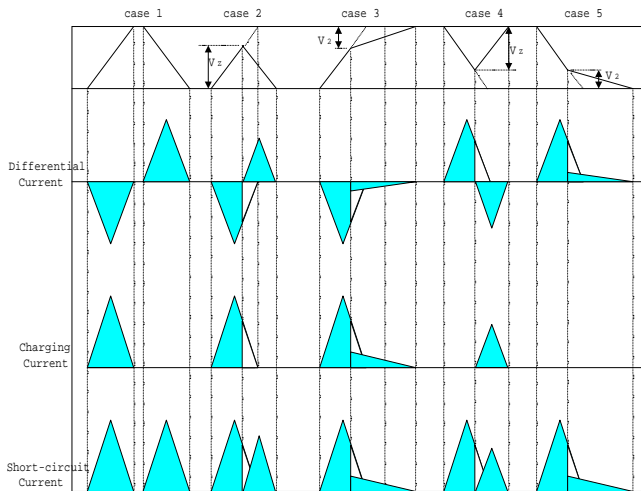 case 1 case 2 case 3 case 4 case 5
V2
Vz
Vz
V2
Differential
Current
Charging
Current
Short-circuit
Current